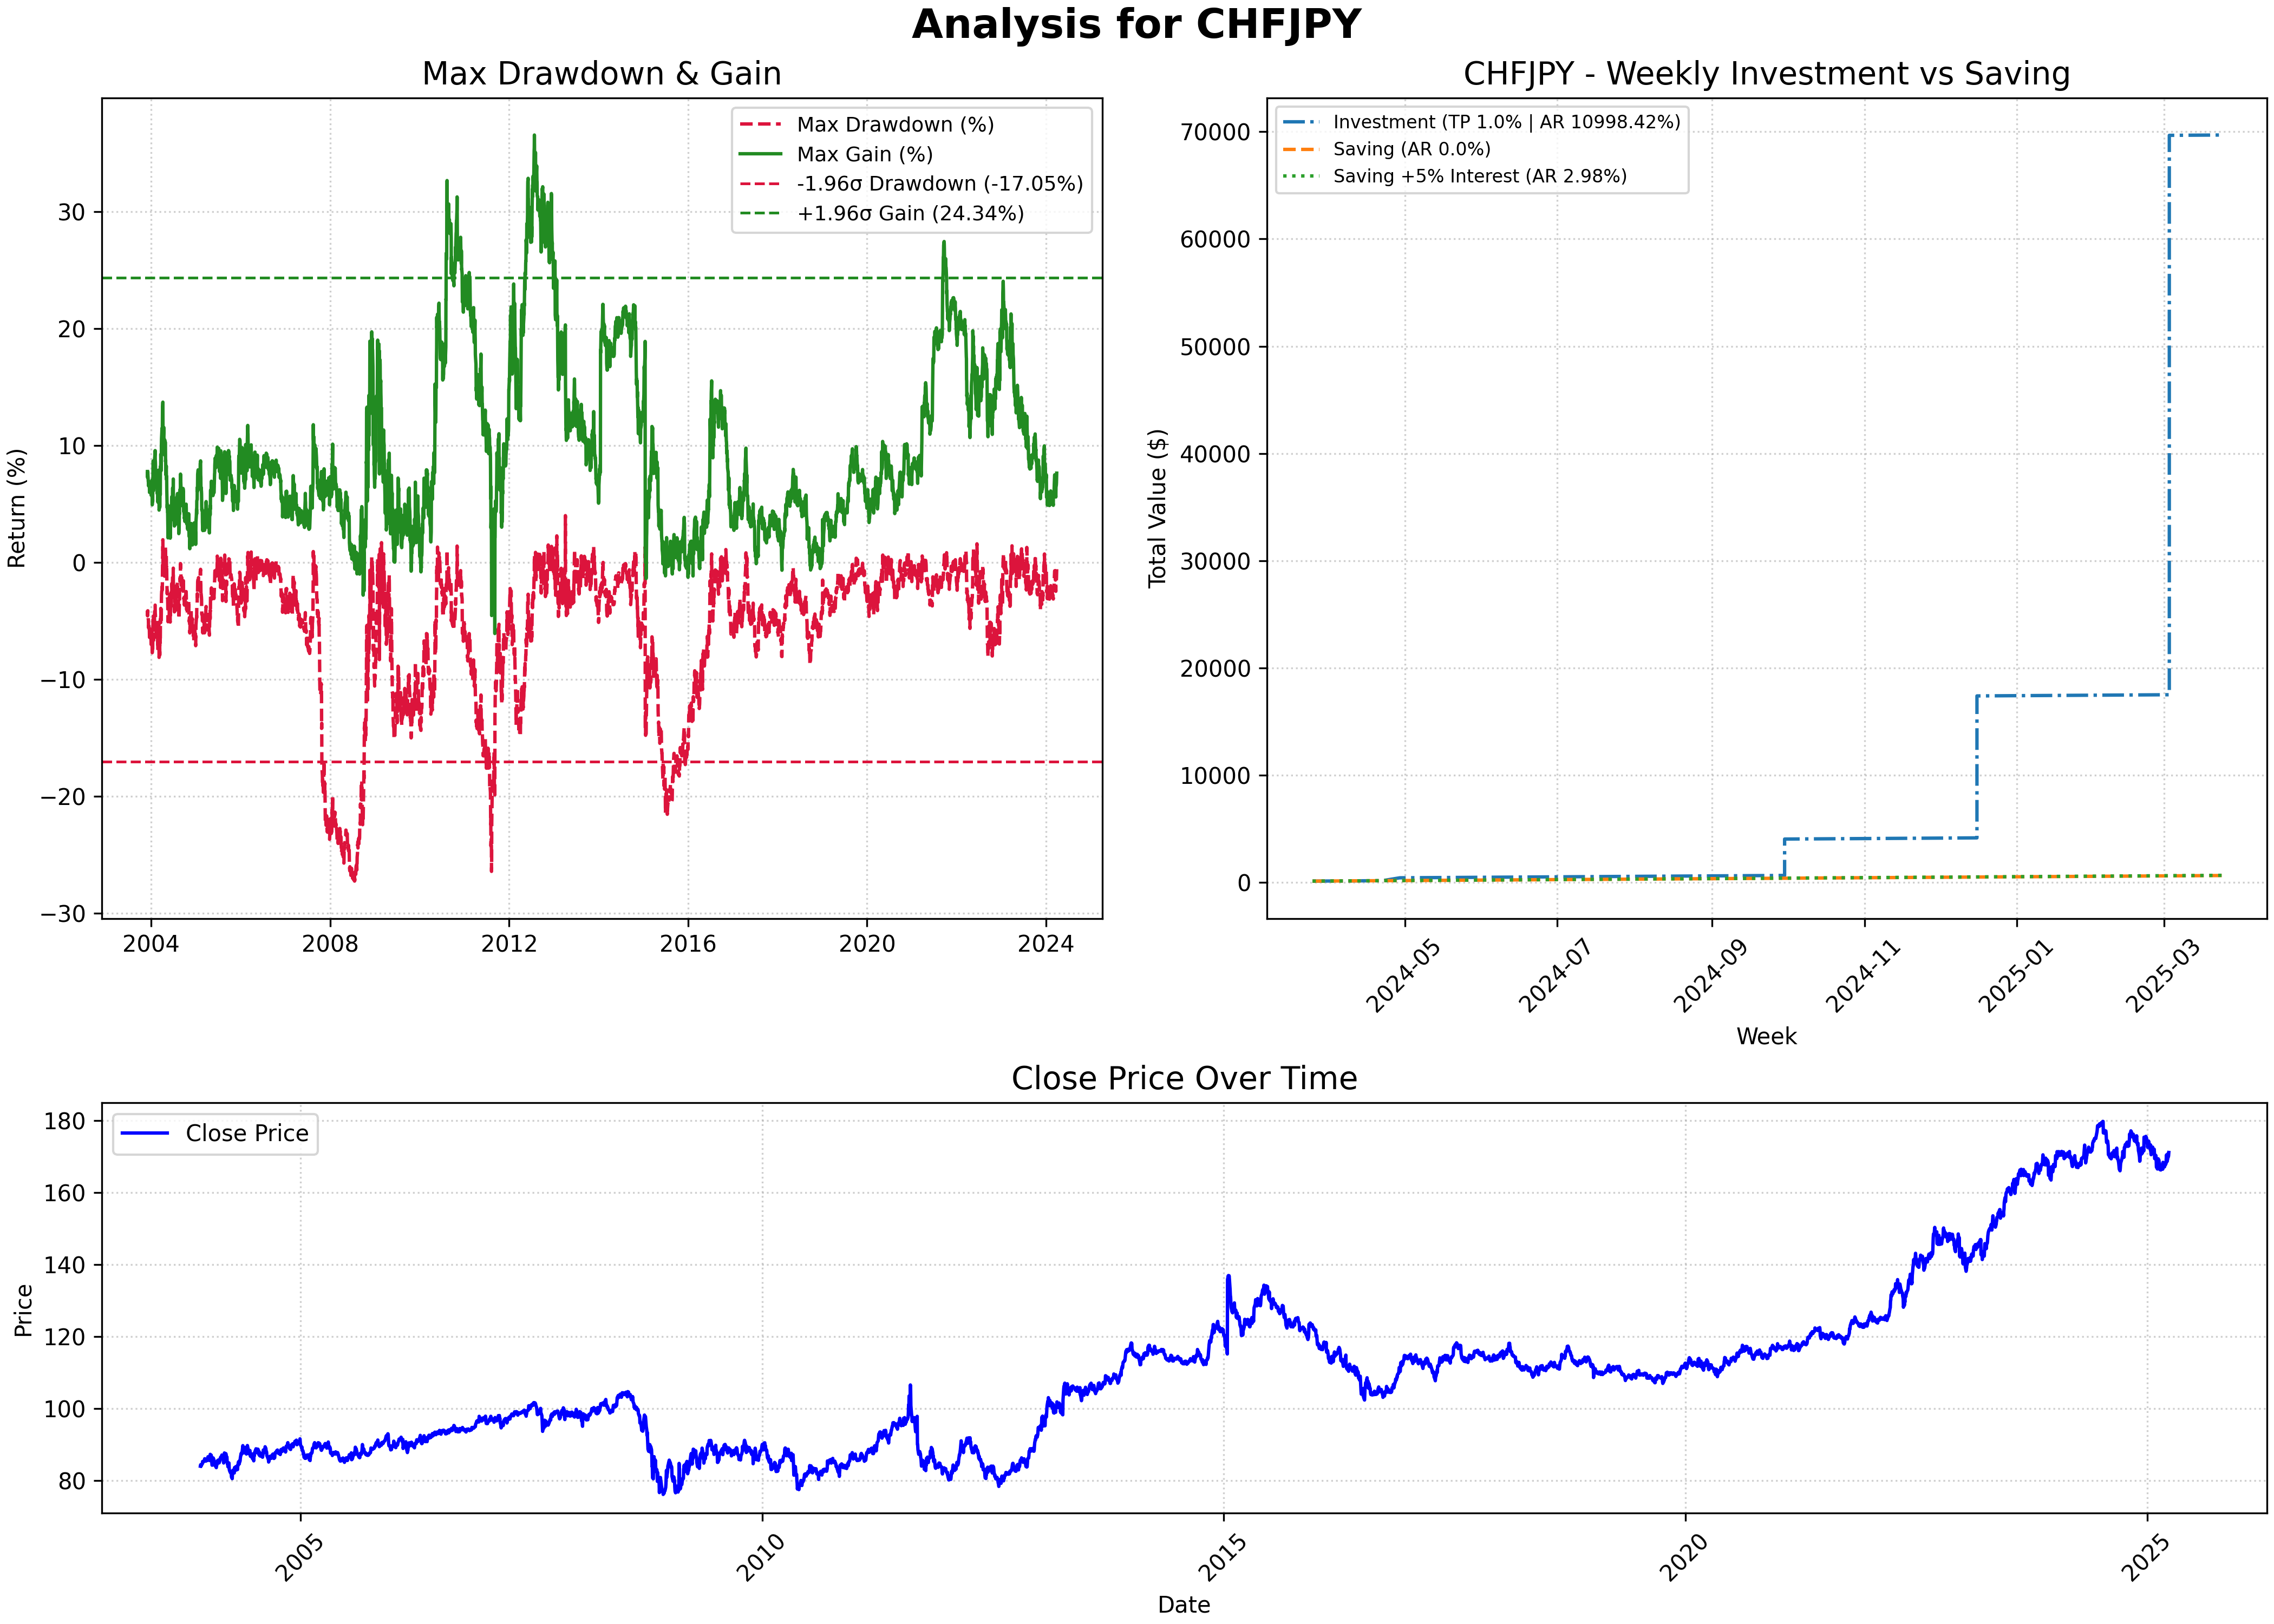 Analysis for CHFJPY
Max Drawdown & Gain
Return (%)
30
20
10
0
−10
−20
−30
2004
2008
2012
2016
2020
2024
Max Drawdown (%)
Max Gain (%)
-1.96σ Drawdown (-17.05%)
+1.96σ Gain (24.34%)
CHFJPY - Weekly Investment vs Saving
Total Value ($)
70000
60000
50000
40000
30000
20000
10000
0
2024-05
2024-07
2024-09
2024-11
2025-01
2025-03
Week
Investment (TP 1.0% | AR 10998.42%)
Saving (AR 0.0%)
Saving +5% Interest (AR 2.98%)
Close Price Over Time
Price
180
160
140
120
100
80
2005
2010
2015
2020
2025
Date
Close Price